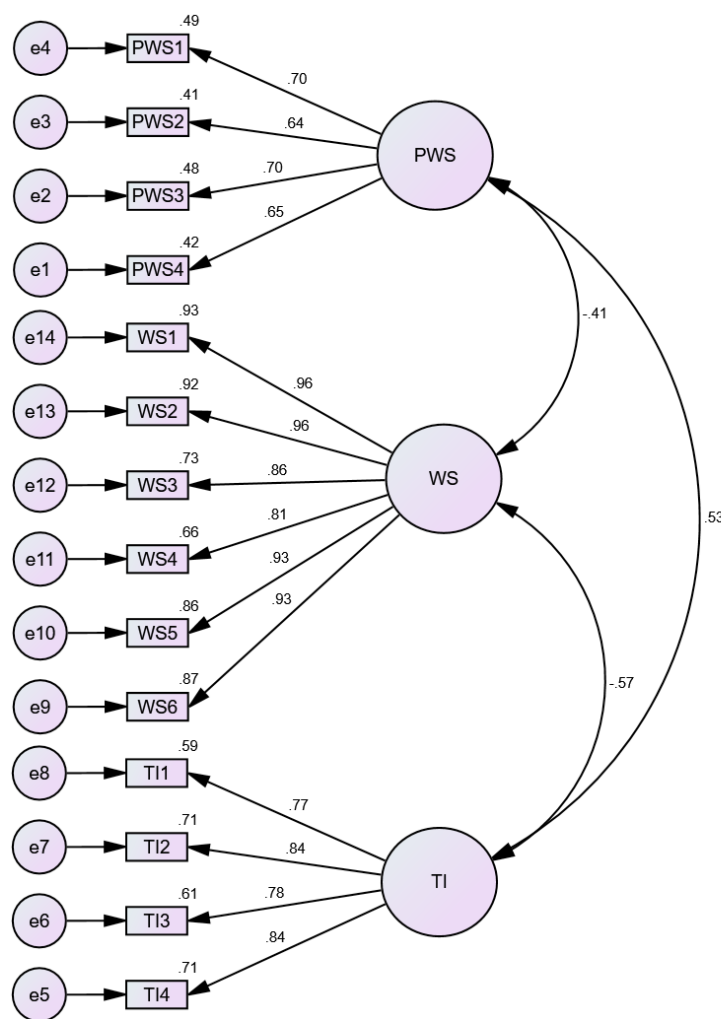 .49
e4 PWS1
.70
.41
e3 PWS2 .64 PWS
.48 .70
e2 PWS3
.65
.42
e1 PWS4
.93
e14 WS1 -.41
.96
.92
e13 WS2 .96
.73 .86
e12 WS3 WS
.81 .53
.66
e11 WS4 .93
.86 .93
e10 WS5
.87 -.57
e9 WS6
.59
e8 TI1
.77
.71
e7 TI2 .84
TI
.61 .78
e6 TI3
.84
.71
e5 TI4